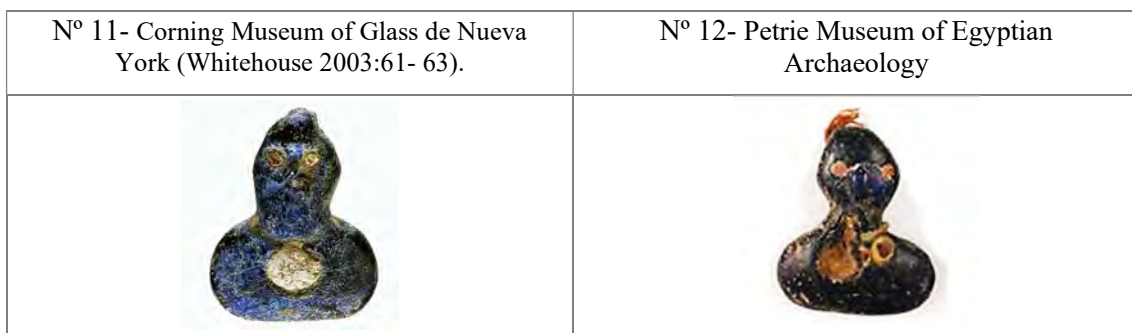 Nº 11- Corning Museum of Glass de Nueva
York (Whitehouse 2003:61- 63).
Nº 12- Petrie Museum of Egyptian
Archaeology